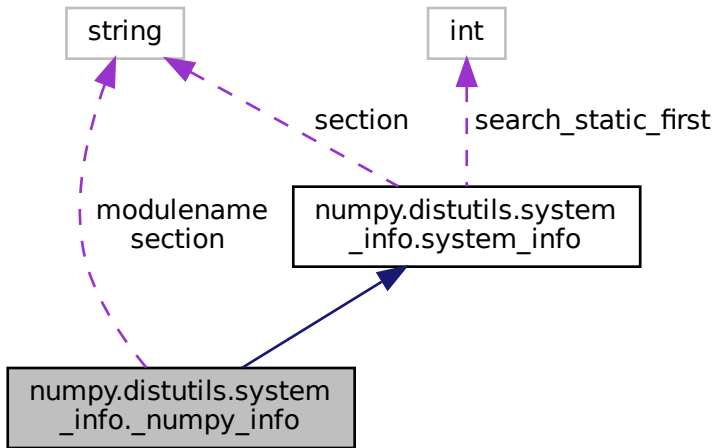 string
int
section
search_static_first
modulename
section
numpy.distutils.system
_info.system_info
numpy.distutils.system
_info._numpy_info